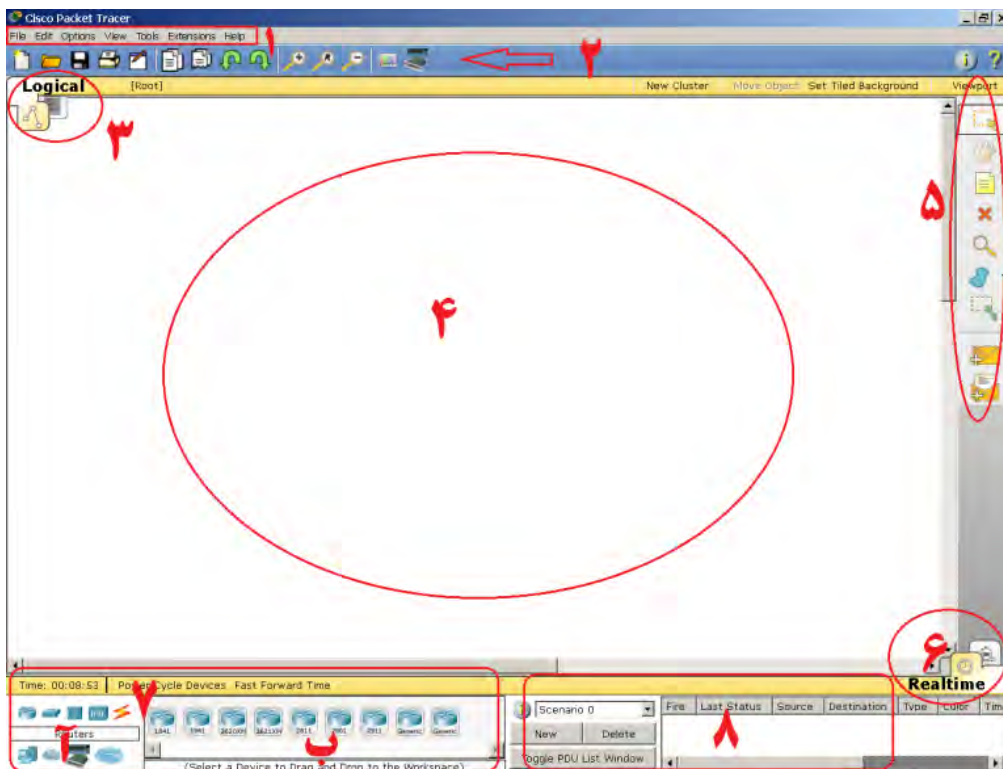 Cisco Packet Tracer
File Edit Options View Tools Extensions Help
۱
۲
Logical [Root] New Cluster Move Object Set Tiled Background Viewport
۳
۴
۵
۶
Realtime
Time: 00:08:53 Power Cycle Devices Fast Forward Time
۷
Routers
آ
1841 1941 2620XM 2621XM 2811 2901 2911 Generic Generic
ب
(Select a Device to Drag and Drop to the Workspace)
Scenario 0
New Delete
Toggle PDU List Window
Fire Last Status Source Destination Type Color
۸